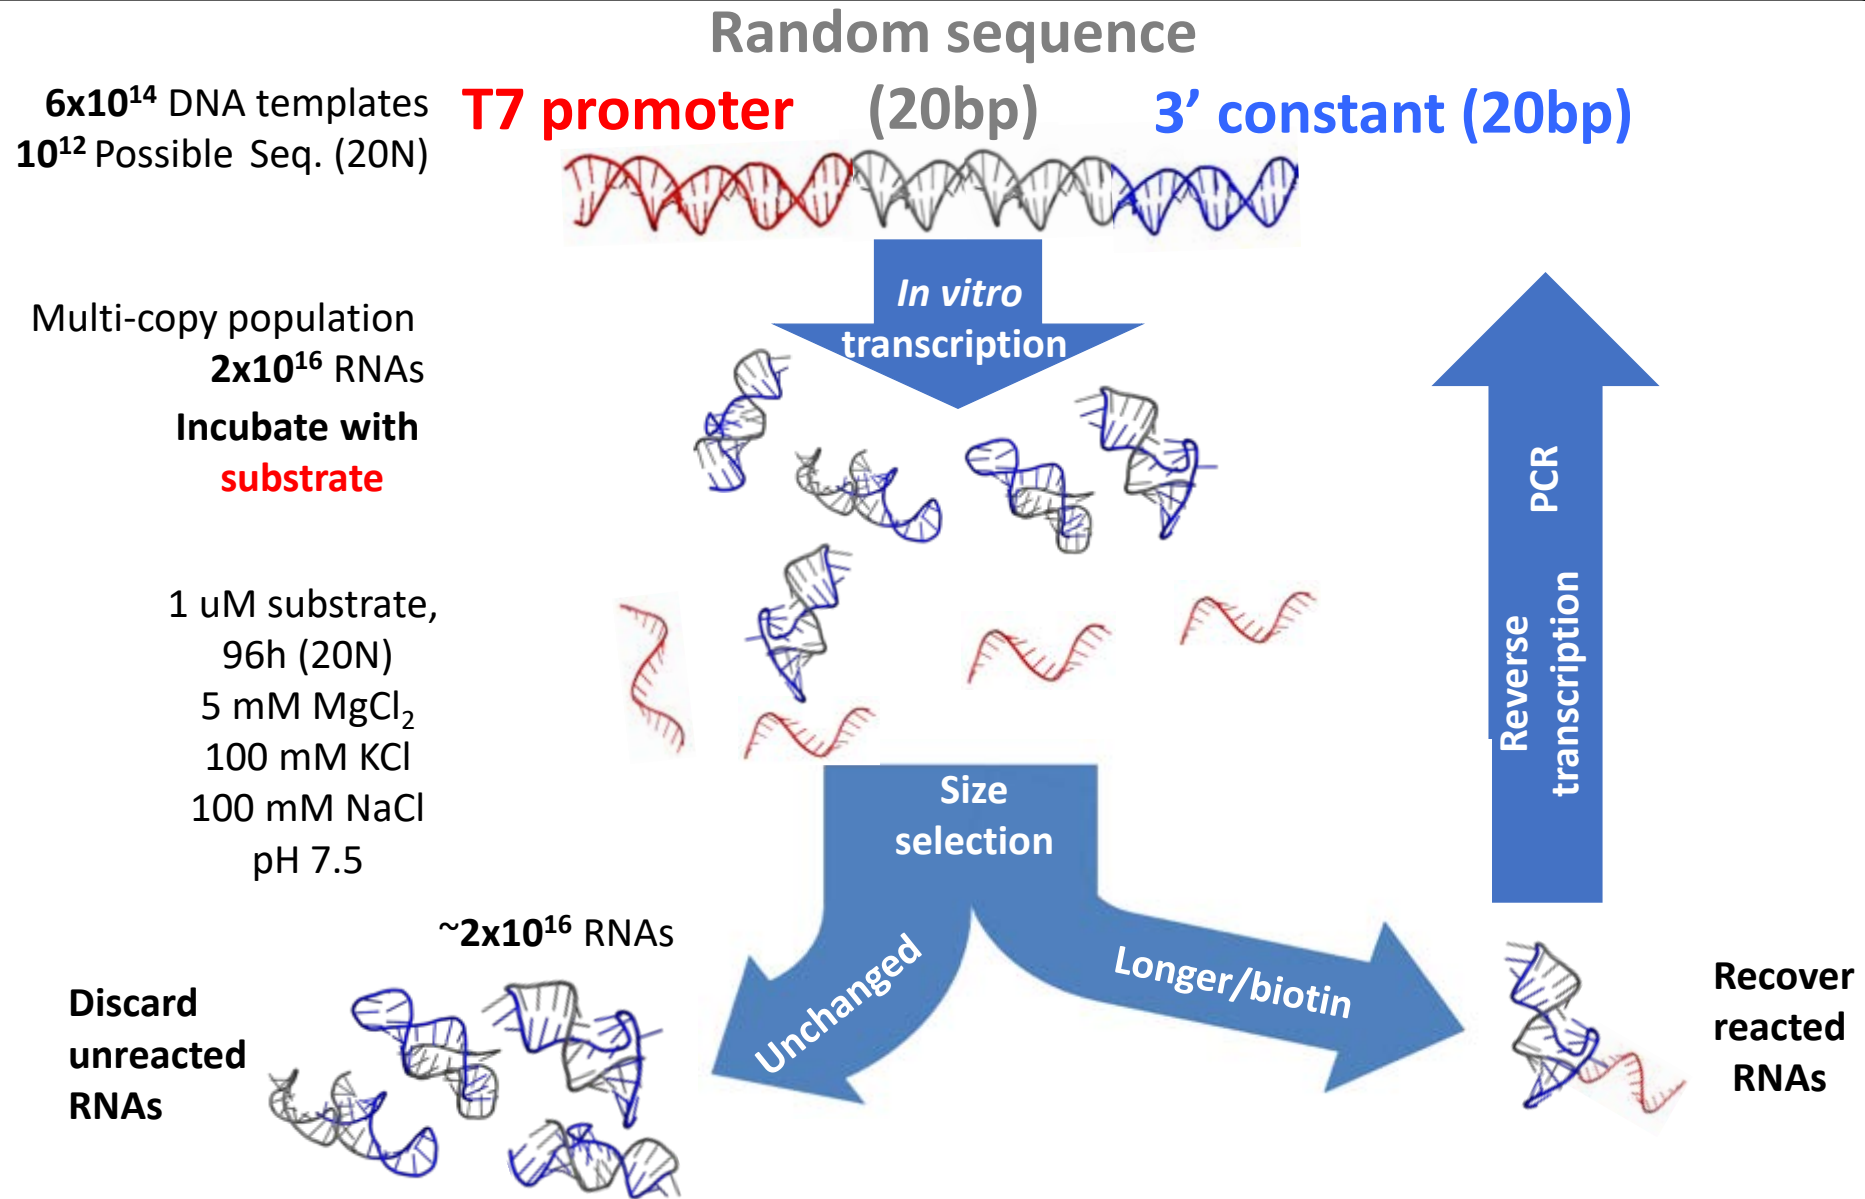 Random sequence
6x10¹⁴ DNA templates
T7 promoter
(20bp)
3’ constant (20bp)
10¹² Possible Seq. (20N)
In vitro
transcription
Multi-copy population
2x10¹⁶ RNAs
Incubate with
substrate
1 uM substrate,
96h (20N)
5 mM MgCl₂
100 mM KCl
100 mM NaCl
pH 7.5
Size
selection
Unchanged
Longer/biotin
~2x10¹⁶ RNAs
Discard
unreacted
RNAs
Recover
reacted
RNAs
Reverse
transcription
PCR